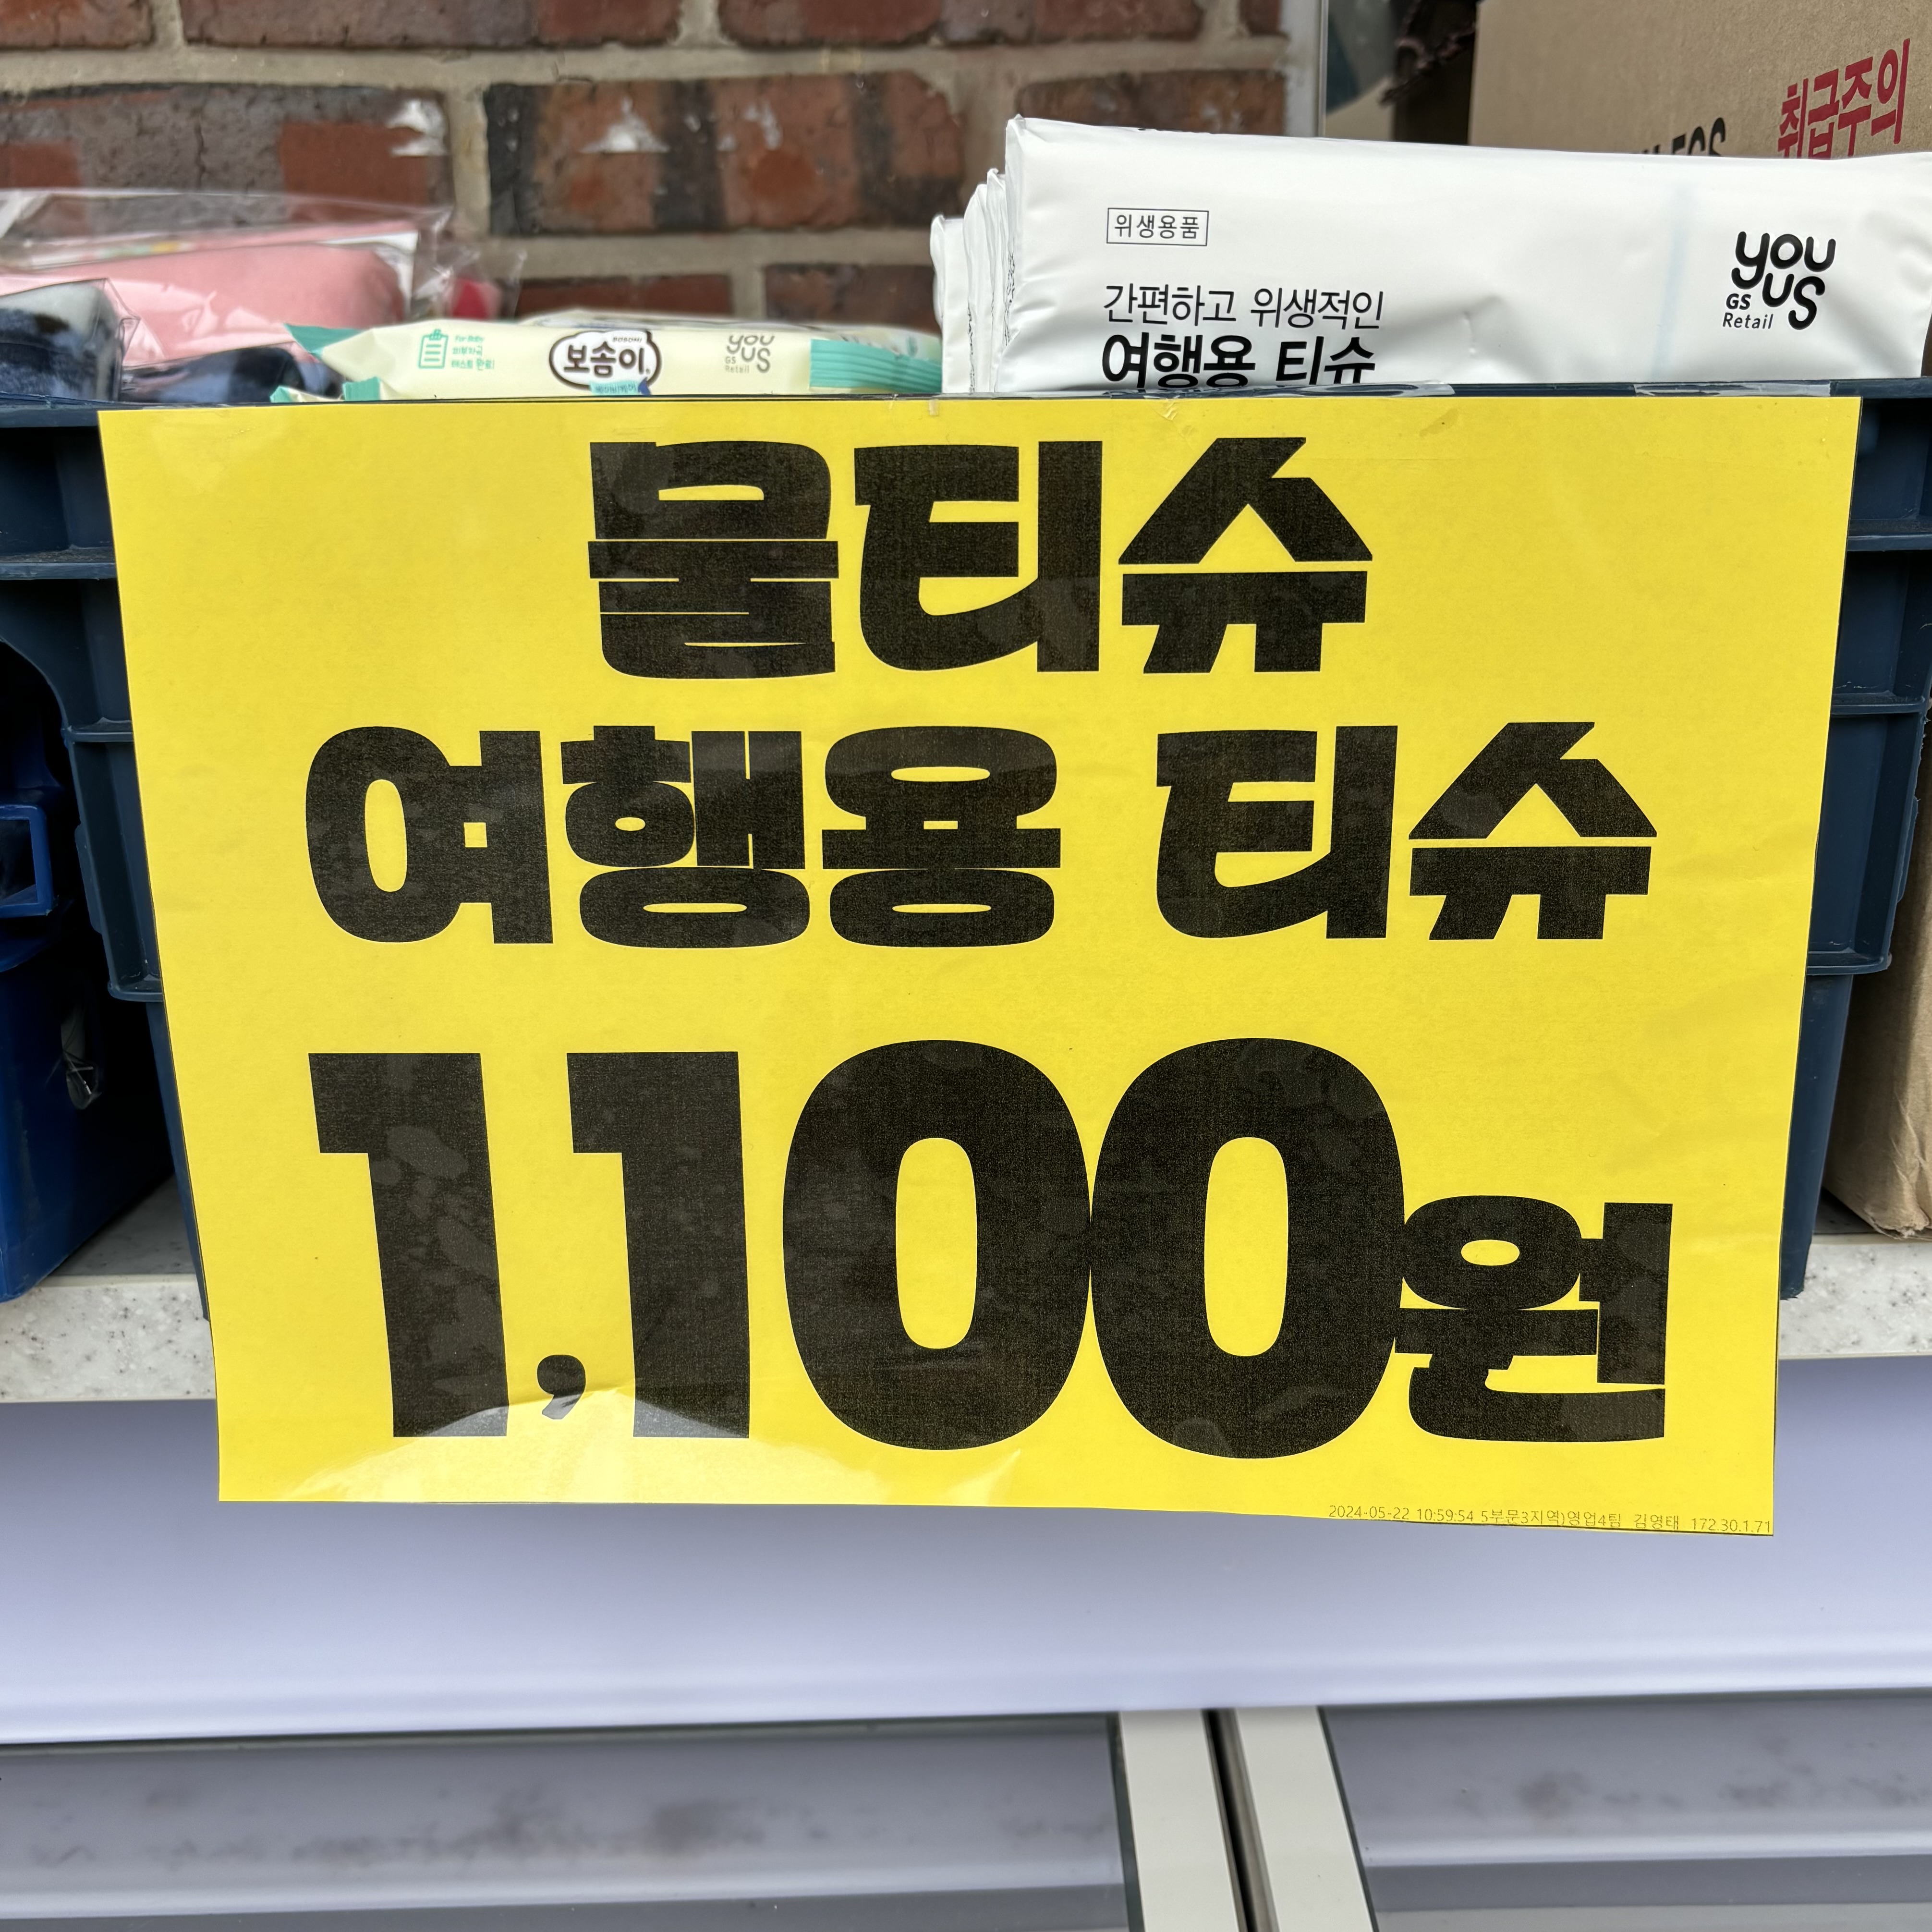 취급주의
위생용품
간편하고 위생적인
여행용 티슈
you
us
GS
Retail
보솜이
you
us
GS
Retail
물티슈
여행용 티슈
1,100원
2024-05-22 10:59:54 5부문3지역)영업4팀 김영태 172.30.1.71